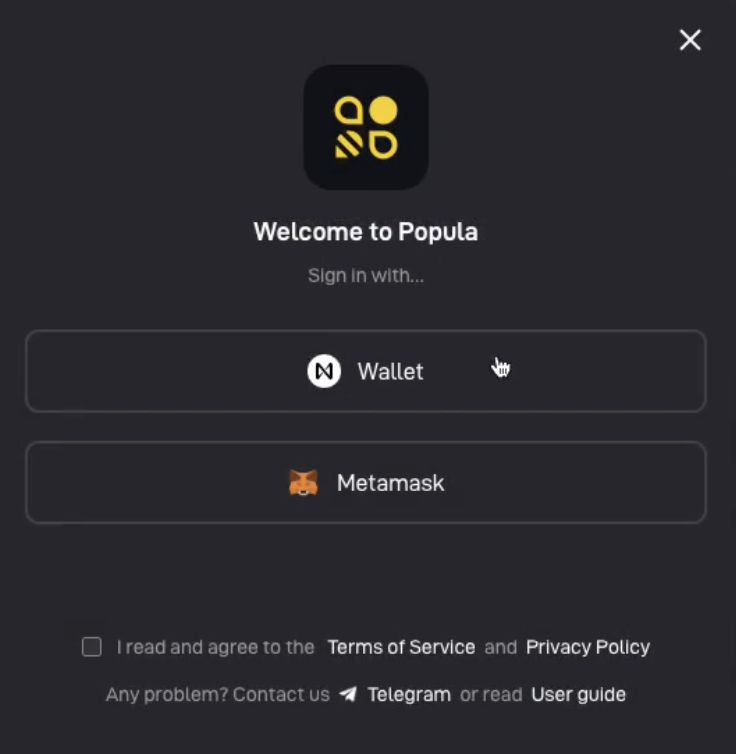 Welcome to Popula
Sign in with...
Wallet
Metamask
I read and agree to the Terms of Service and Privacy Policy
Any problem? Contact us Telegram or read User guide